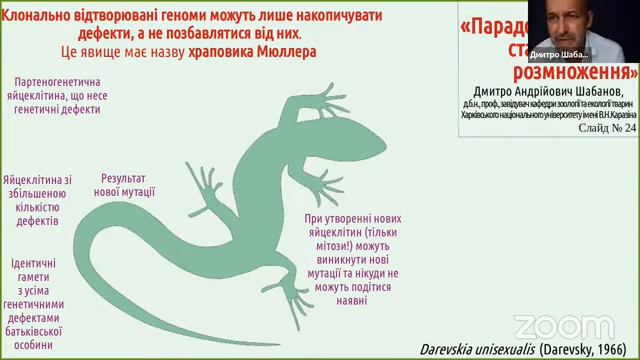 Клонально відтворювані геноми можуть лише накопичувати
дефекти, а не позбавлятися від них.
Це явище має назву храповика Мюллера
Партеногенетична
яйцеклітина, що несе
генетичні дефекти
Яйцеклітина зі
збільшеною
кількістю
дефектів
Результат
нової мутації
Ідентичні
гамети
з усіма
генетичними
дефектами
батьківської
особини
При утворенні нових
яйцеклітин (тільки
мітози!) можуть
виникнути нові
мутації та нікуди не
можуть подітися
наявні
розмноження»
Дмитро Шаба...
Дмитро Андрійович Шабанов,
д.б.н., проф., завідувач кафедри зоології та екології тварин
Харківського національного університету імені В.Н.Каразіна
Слайд № 24
zoom
Darevskia unisexualis (Darevsky, 1966)